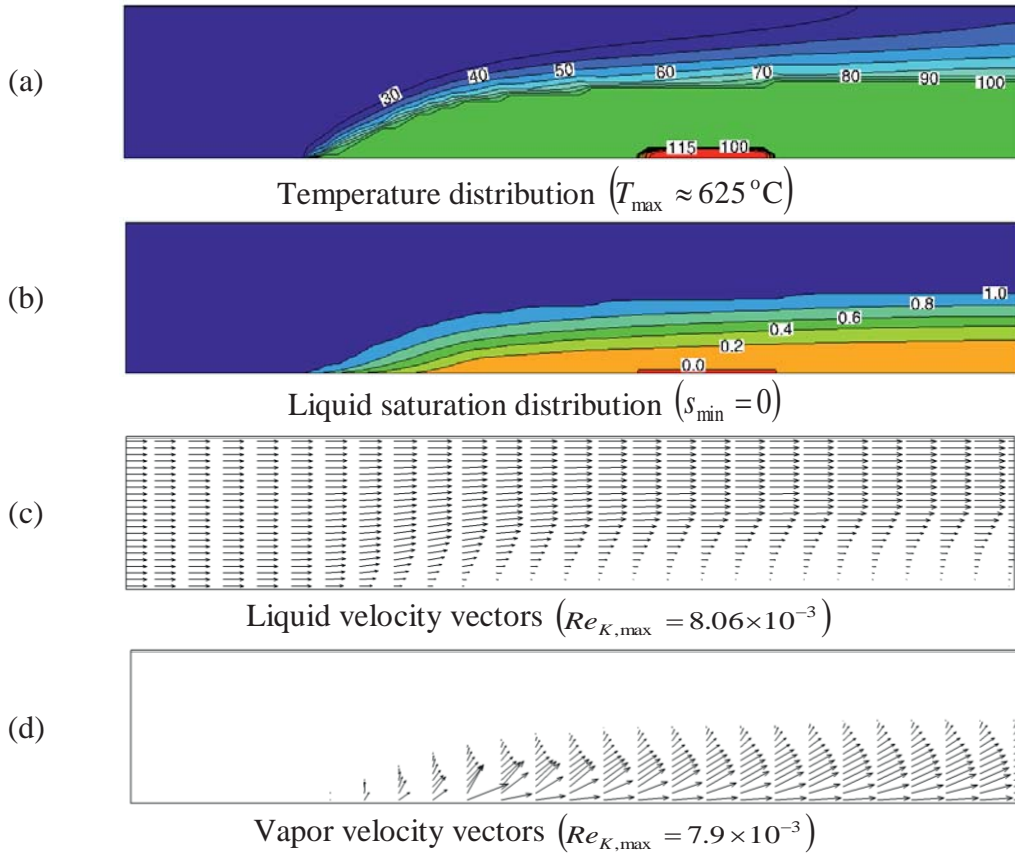 (a)
30 40 50 60 70 80 90 100
115 100
Temperature distribution (T_max ≈ 625 °C)
(b)
1.0
0.8
0.6
0.4
0.2
0.0
Liquid saturation distribution (s_min = 0)
(c)
Liquid velocity vectors (Re_K,max = 8.06×10⁻³)
(d)
Vapor velocity vectors (Re_K,max = 7.9×10⁻³)